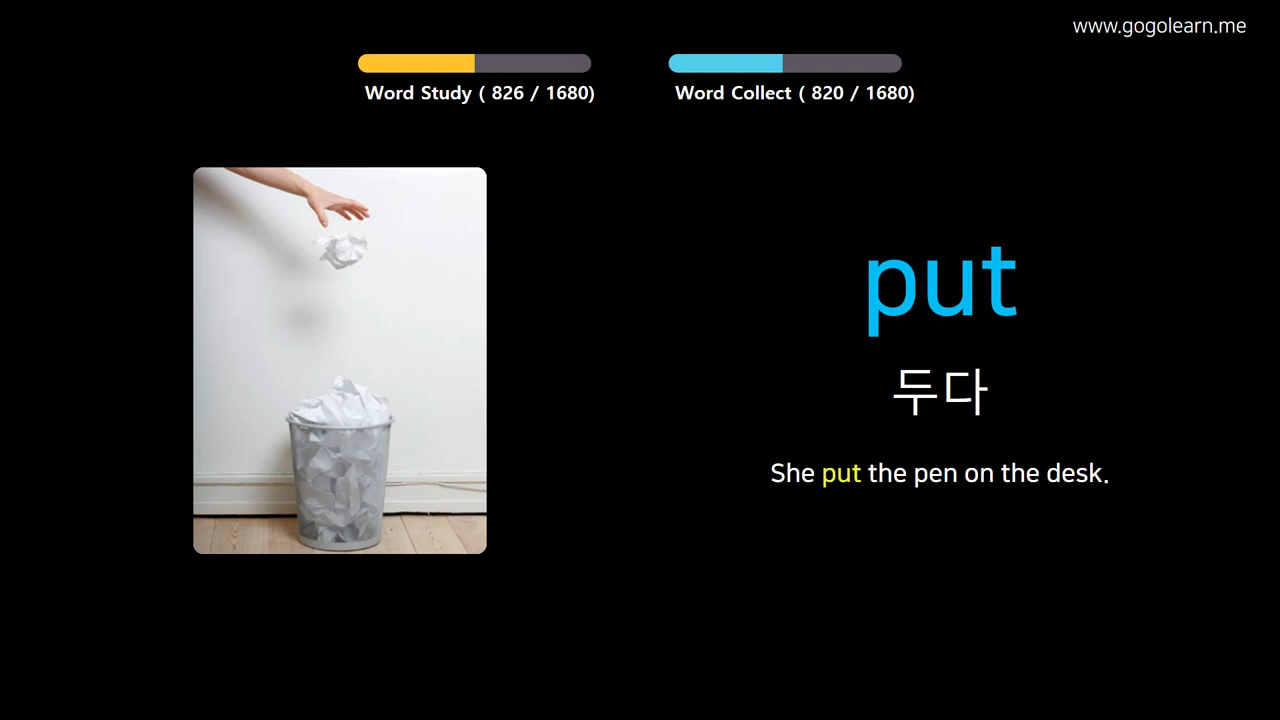 www.gogolearn.me
Word Study ( 826 / 1680)
Word Collect ( 820 / 1680)
put
두다
She put the pen on the desk.